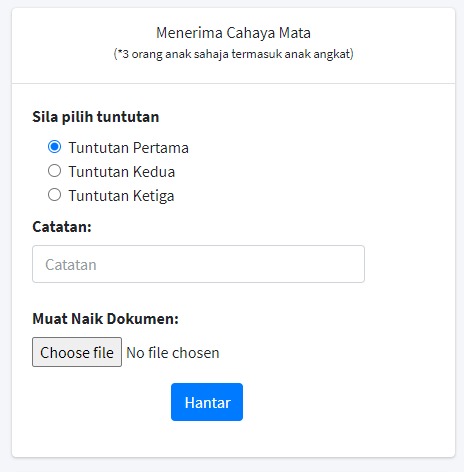 Menerima Cahaya Mata
(*3 orang anak sahaja termasuk anak angkat)
Sila pilih tuntutan
Tuntutan Pertama
Tuntutan Kedua
Tuntutan Ketiga
Catatan:
Catatan
Muat Naik Dokumen:
Choose file No file chosen
Hantar